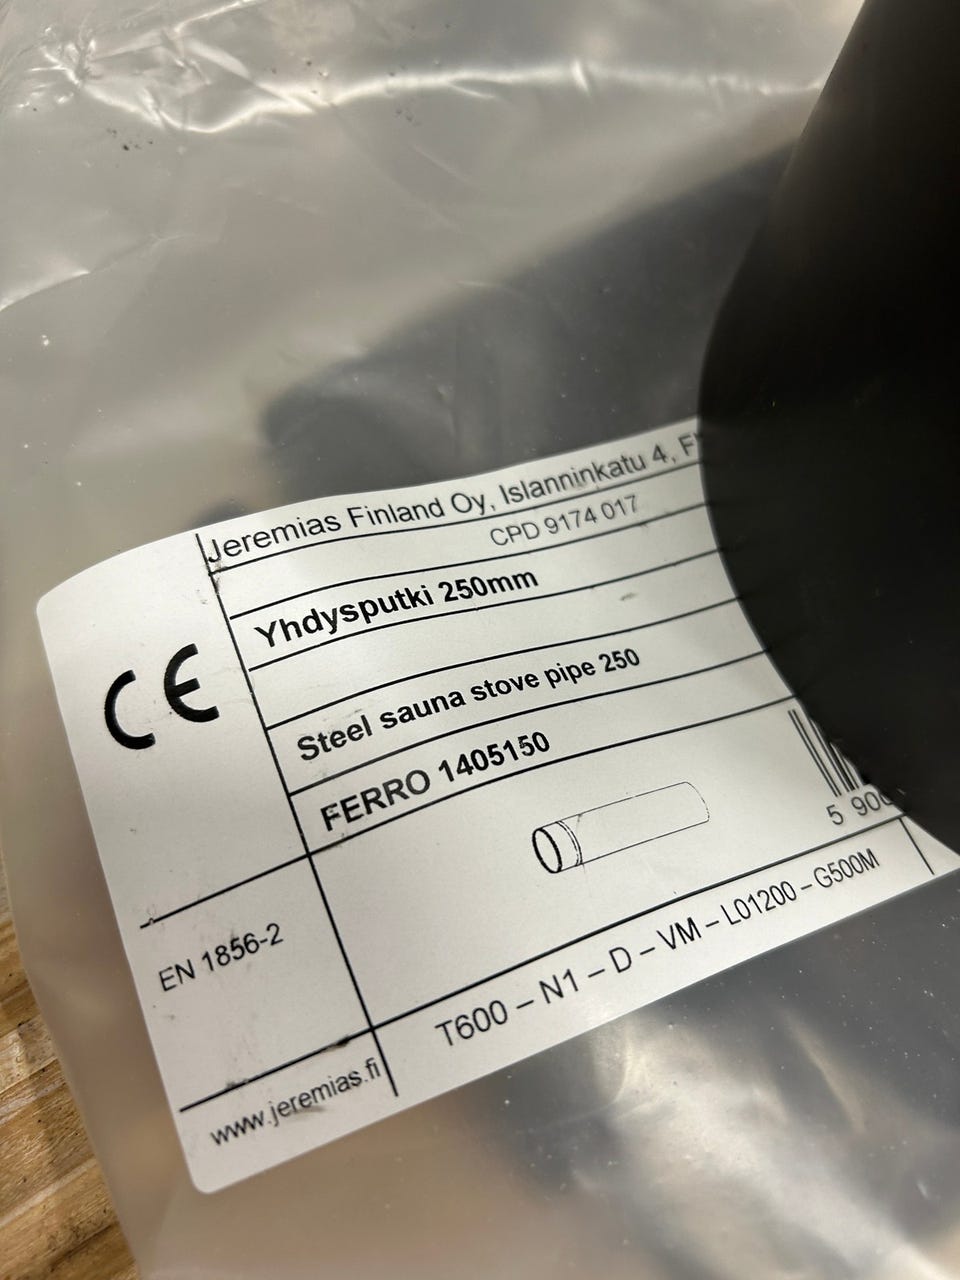 Jeremias Finland Oy, Islanninkatu 4,
CPD 9174 017
Yhdysputki 250mm
CE
Steel sauna stove pipe 250
FERRO 1405150
5 900
EN 1856-2
T600 – N1 – D – VM – L01200 – G500M
www.jeremias.fi